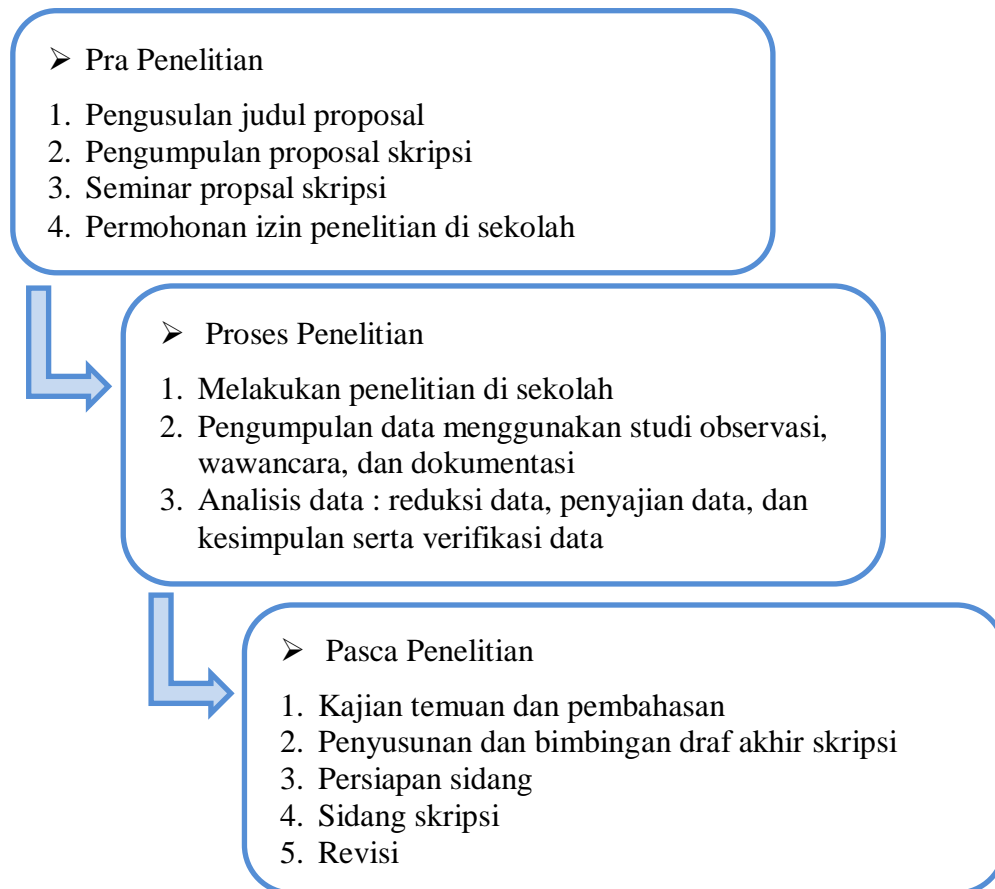 ➢ Pra Penelitian
1. Pengusulan judul proposal
2. Pengumpulan proposal skripsi
3. Seminar propsal skripsi
4. Permohonan izin penelitian di sekolah
➢ Proses Penelitian
1. Melakukan penelitian di sekolah
2. Pengumpulan data menggunakan studi observasi,
wawancara, dan dokumentasi
3. Analisis data : reduksi data, penyajian data, dan
kesimpulan serta verifikasi data
➢ Pasca Penelitian
1. Kajian temuan dan pembahasan
2. Penyusunan dan bimbingan draf akhir skripsi
3. Persiapan sidang
4. Sidang skripsi
5. Revisi